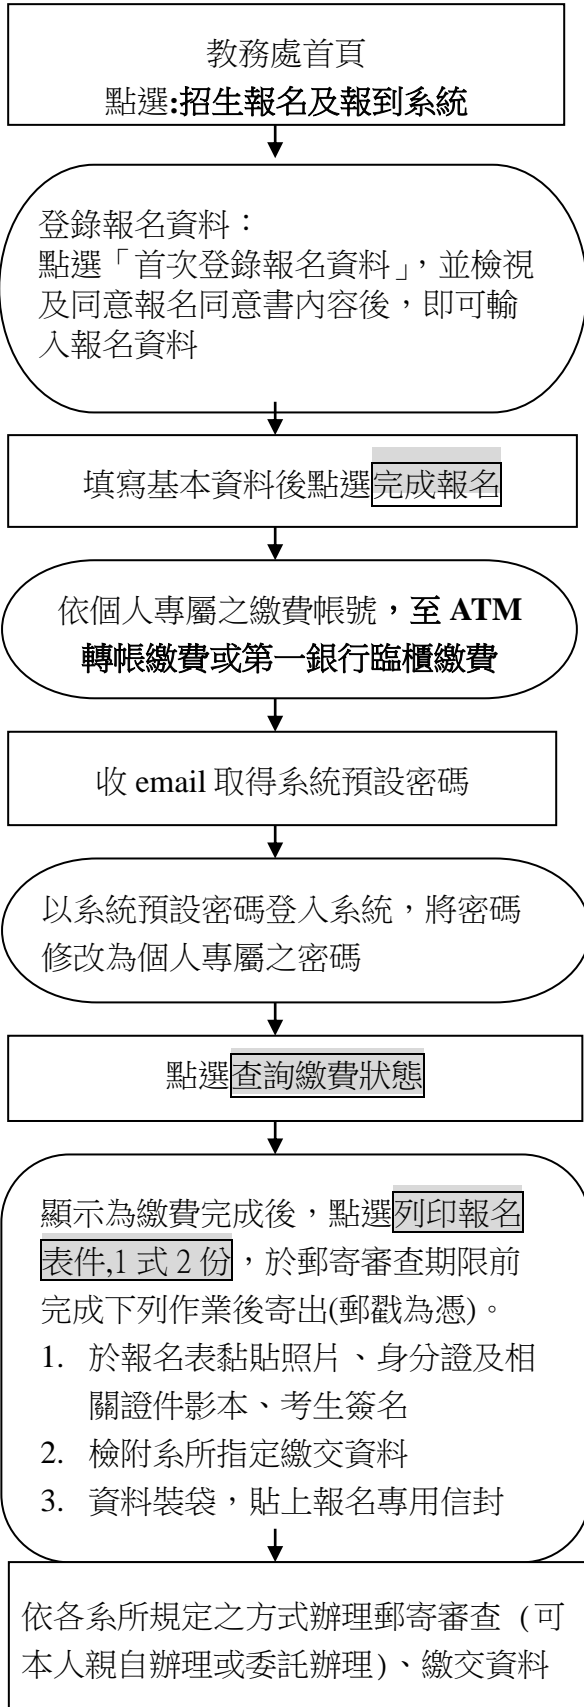 教務處首頁
點選:招生報名及報到系統
登錄報名資料：
點選「首次登錄報名資料」，並檢視
及同意報名同意書內容後，即可輸
入報名資料
填寫基本資料後點選完成報名
依個人專屬之繳費帳號，至 ATM
轉帳繳費或第一銀行臨櫃繳費
收 email 取得系統預設密碼
以系統預設密碼登入系統，將密碼
修改為個人專屬之密碼
點選查詢繳費狀態
顯示為繳費完成後，點選列印報名
表件,1 式 2 份，於郵寄審查期限前
完成下列作業後寄出(郵戳為憑)。
1. 於報名表黏貼照片、身分證及相
關證件影本、考生簽名
2. 檢附系所指定繳交資料
3. 資料裝袋，貼上報名專用信封
依各系所規定之方式辦理郵寄審查 (可
本人親自辦理或委託辦理)、繳交資料